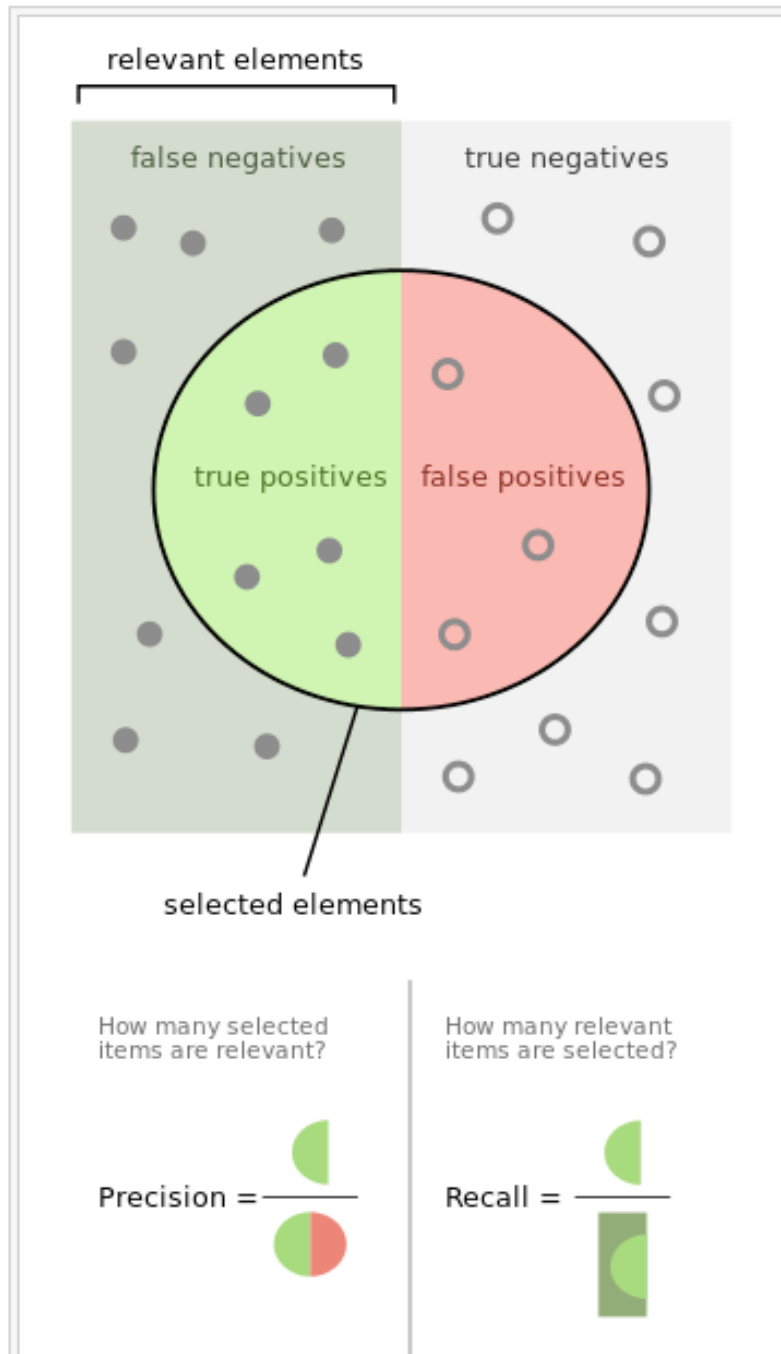 relevant elements
false negatives
true negatives
true positives
false positives
selected elements
How many selected
items are relevant?
How many relevant
items are selected?
Precision =
Recall =